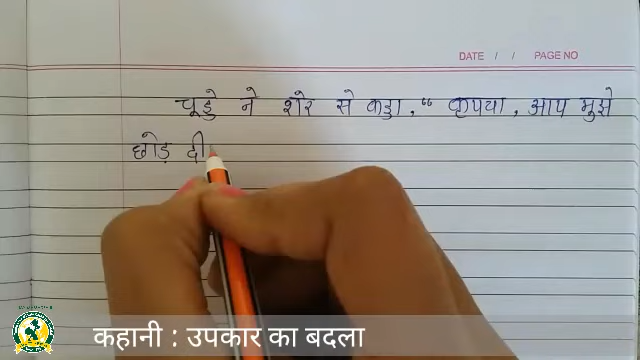 DATE / / PAGE NO
चूहे ने शेर से कहा, “ कृपया, आप मुझे
छोड़ दी
कहानी : उपकार का बदला